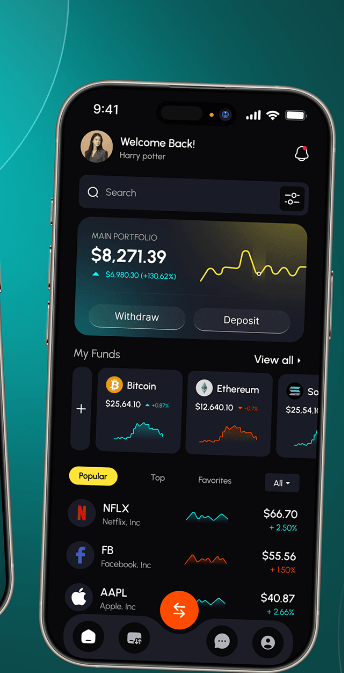 9:41
Welcome Back!
Harry potter
Search
MAIN PORTFOLIO
$8,271.39
$6,980.30 (+130.62%)
Withdraw
Deposit
My Funds
View all
Bitcoin
$25,64.10 +0.87%
Ethereum
$12,640.10 -0.7%
So
$25,54.1
+
Popular
Top
Favorites
All
NFLX
Netflix, Inc
$66.70
+ 2.50%
FB
Facebook, Inc
$55.56
+ 1.50%
AAPL
Apple, Inc
$40.87
+ 2.66%